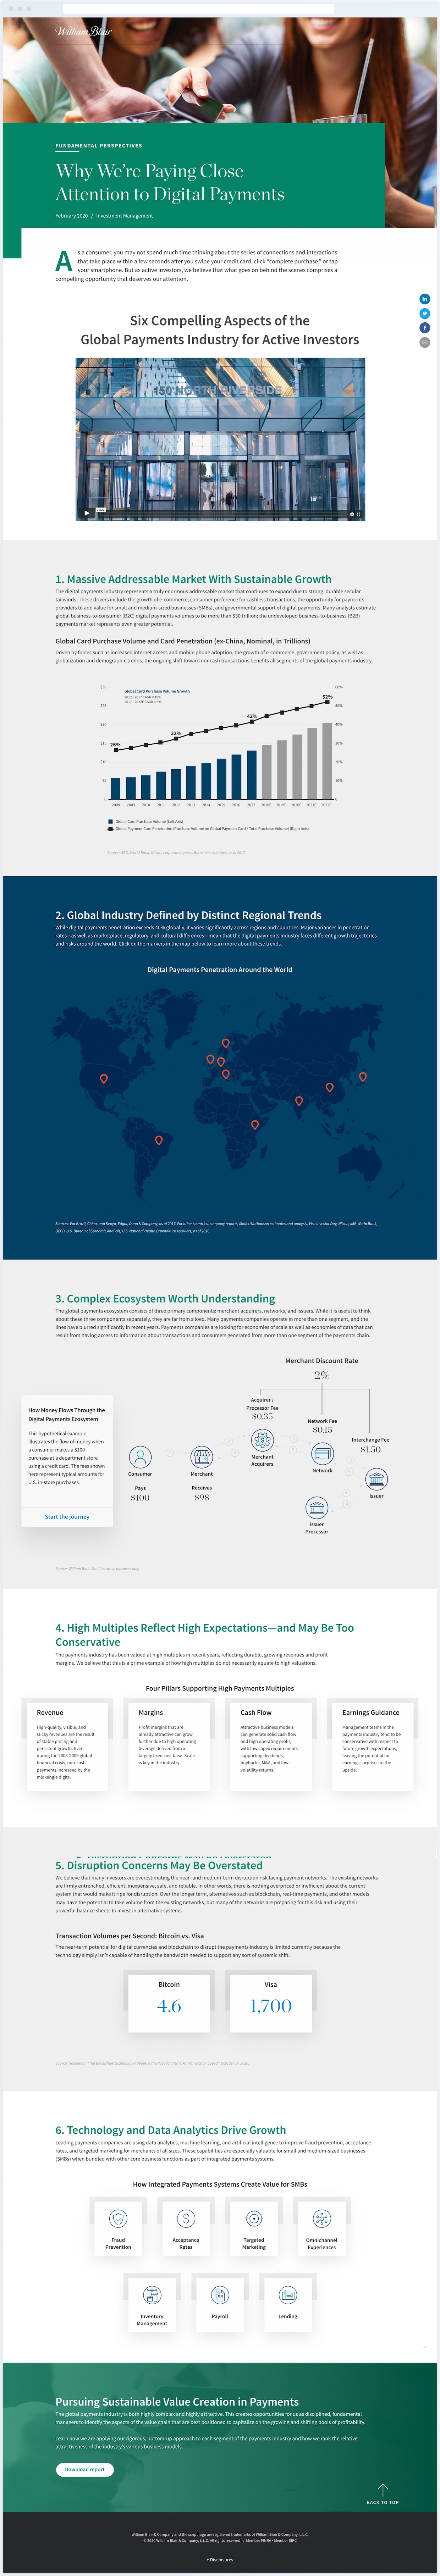 William Blair
FUNDAMENTAL PERSPECTIVES
Why We're Paying Close
Attention to Digital Payments
February 2020 / Investment Management
As a consumer, you may not spend much time thinking about the series of connections and interactions
that take place within a few seconds after you swipe your credit card, click “complete purchase,” or tap
your smartphone. But as active investors, we believe that what goes on behind the scenes comprises a
compelling opportunity that deserves our attention.
Six Compelling Aspects of the
Global Payments Industry for Active Investors
150 NORTH RIVERSIDE
1. Massive Addressable Market With Sustainable Growth
The digital payments industry represents a truly enormous addressable market that continues to expand due to strong, durable secular
tailwinds. These drivers include the growth of e-commerce, consumer preference for cashless transactions, the opportunity for payments
providers to add value for small and medium-sized businesses (SMBs), and governmental support of digital payments. Many analysts estimate
global business-to-consumer (B2C) digital payments volumes to be more than $30 trillion; the undeveloped business-to-business (B2B)
payments market represents even greater potential.
Global Card Purchase Volume and Card Penetration (ex-China, Nominal, in Trillions)
Driven by forces such as increased internet access and mobile phone adoption, the growth of e-commerce, government policy, as well as
globalization and demographic trends, the ongoing shift toward noncash transactions benefits all segments of the global payments industry.
Global Card Purchase Volume Growth
2012 - 2017 CAGR = 10%
2017 - 2022E CAGR = 9%
$30 60%
$25 50%
$20 40%
$15 30%
$10 20%
$5 10%
0 0
26% 32% 42% 52%
2008 2009 2010 2011 2012 2013 2014 2015 2016 2017 2018E 2019E 2020E 2021E 2022E
Global Card Purchase Volume (Left Axis)
Global Payment Card Penetration (Purchase Volume on Global Payment Card / Total Purchase Volume) (Right Axis)
2. Global Industry Defined by Distinct Regional Trends
While digital payments penetration exceeds 40% globally, it varies significantly across regions and countries. Major variances in penetration
rates—as well as marketplace, regulatory, and cultural differences—mean that the digital payments industry faces different growth trajectories
and risks around the world. Click on the markers in the map below to learn more about these trends.
Digital Payments Penetration Around the World
Sources: For Brazil, China, and Kenya, Edgar, Dunn & Company, as of 2017. For other countries, company reports, MoffettNathanson estimates and analysis, Visa Investor Day, Nilson, IMF, World Bank,
OECD, U.S. Bureau of Economic Analysis, U.S. National Health Expenditure Accounts, as of 2016.
3. Complex Ecosystem Worth Understanding
The global payments ecosystem consists of three primary components: merchant acquirers, networks, and issuers. While it is useful to think
about these three components separately, they are far from siloed. Many payments companies operate in more than one segment, and the
lines have blurred significantly in recent years. Payments companies are looking for economies of scale as well as economies of data that can
result from having access to information about transactions and consumers generated from more than one segment of the payments chain.
Merchant Discount Rate
2%
How Money Flows Through the
Digital Payments Ecosystem
This hypothetical example
illustrates the flow of money when
a consumer makes a $100
purchase at a department store
using a credit card. The fees shown
here represent typical amounts for
U.S. in-store purchases.
Start the journey
Acquirer /
Processor Fee
$0.35
Network Fee
$0.15
Interchange Fee
$1.50
Consumer
Pays
$100
Merchant
Receives
$98
Merchant
Acquirers
Network
Issuer
Issuer
Processor
Source: William Blair. For illustrative purposes only.
4. High Multiples Reflect High Expectations—and May Be Too
Conservative
The payments industry has been valued at high multiples in recent years, reflecting durable, growing revenues and profit
margins. We believe that this is a prime example of how high multiples do not necessarily equate to high valuations.
Four Pillars Supporting High Payments Multiples
Revenue
High-quality, visible, and
sticky revenues are the result
of stable pricing and
persistent growth. Even
during the 2008-2009 global
financial crisis, non-cash
payments increased by the
mid-single digits.
Margins
Profit margins that are
already attractive can grow
further due to high operating
leverage derived from a
largely fixed-cost base. Scale
is key in the industry.
Cash Flow
Attractive business models
can generate solid cash flow
and high operating profit,
with low capex requirements
supporting dividends,
buybacks, M&A, and low-
volatility returns.
Earnings Guidance
Management teams in the
payments industry tend to be
conservative with respect to
future growth expectations,
leaving the potential for
earnings surprises to the
upside.
5. Disruption Concerns May Be Overstated
We believe that many investors are overestimating the near- and medium-term disruption risk facing payment networks. The existing networks
are firmly entrenched, efficient, inexpensive, safe, and reliable. In other words, there is nothing overpriced or inefficient about the current
system that would make it ripe for disruption. Over the longer term, alternatives such as blockchain, real-time payments, and other models
may have the potential to take volume from the existing networks, but many of the networks are preparing for this risk and using their
powerful balance sheets to invest in alternative systems.
Transaction Volumes per Second: Bitcoin vs. Visa
The near-term potential for digital currencies and blockchain to disrupt the payments industry is limited currently because the
technology simply isn't capable of handling the bandwidth needed to support any sort of systemic shift.
Bitcoin
4.6
Visa
1,700
6. Technology and Data Analytics Drive Growth
Leading payments companies are using data analytics, machine learning, and artificial intelligence to improve fraud prevention, acceptance
rates, and targeted marketing for merchants of all sizes. These capabilities are especially valuable for small and medium-sized businesses
(SMBs) when bundled with other core business functions as part of integrated payments systems.
How Integrated Payments Systems Create Value for SMBs
Fraud
Prevention
Acceptance
Rates
Targeted
Marketing
Omnichannel
Experiences
Inventory
Management
Payroll
Lending
Pursuing Sustainable Value Creation in Payments
The global payments industry is both highly complex and highly attractive. This creates opportunities for us as disciplined, fundamental
managers to identify the aspects of the value chain that are best positioned to capitalize on the growing and shifting pools of profitability.
Learn how we are applying our rigorous, bottom-up approach to each segment of the payments industry and how we rank the relative
attractiveness of the industry's various business models.
Download report
BACK TO TOP
William Blair & Company and the script logo are registered trademarks of William Blair & Company, L.L.C.
© 2020 William Blair & Company, L.L.C. All rights reserved. / Member FINRA • Member SIPC
+ Disclosures